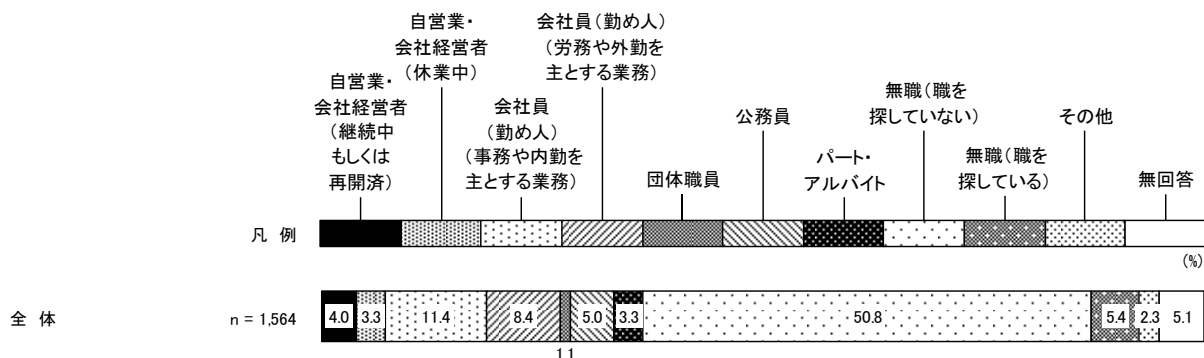 自営業・
会社経営者
（継続中
もしくは
再開済）
自営業・
会社経営者
（休業中）
会社員
（勤め人）
（事務や内勤を
主とする業務）
会社員（勤め人）
（労務や外勤を
主とする業務）
団体職員
公務員
パート・
アルバイト
無職（職を
探していない）
無職（職を
探している）
その他
無回答
凡 例
(%)
全 体
n = 1,564
4.0 3.3 11.4 8.4 5.0 3.3 50.8 5.4 2.3 5.1
1.1